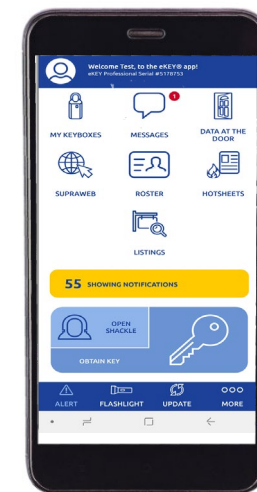 Welcome Test, to the eKEY® app!
eKEY Professional Serial #5178753
1
MY KEYBOXES
MESSAGES
DATA AT THE
DOOR
SUPRAWEB
ROSTER
HOTSHEETS
LISTINGS
55 SHOWING NOTIFICATIONS
OPEN
SHACKLE
OBTAIN KEY
ALERT
FLASHLIGHT
UPDATE
MORE